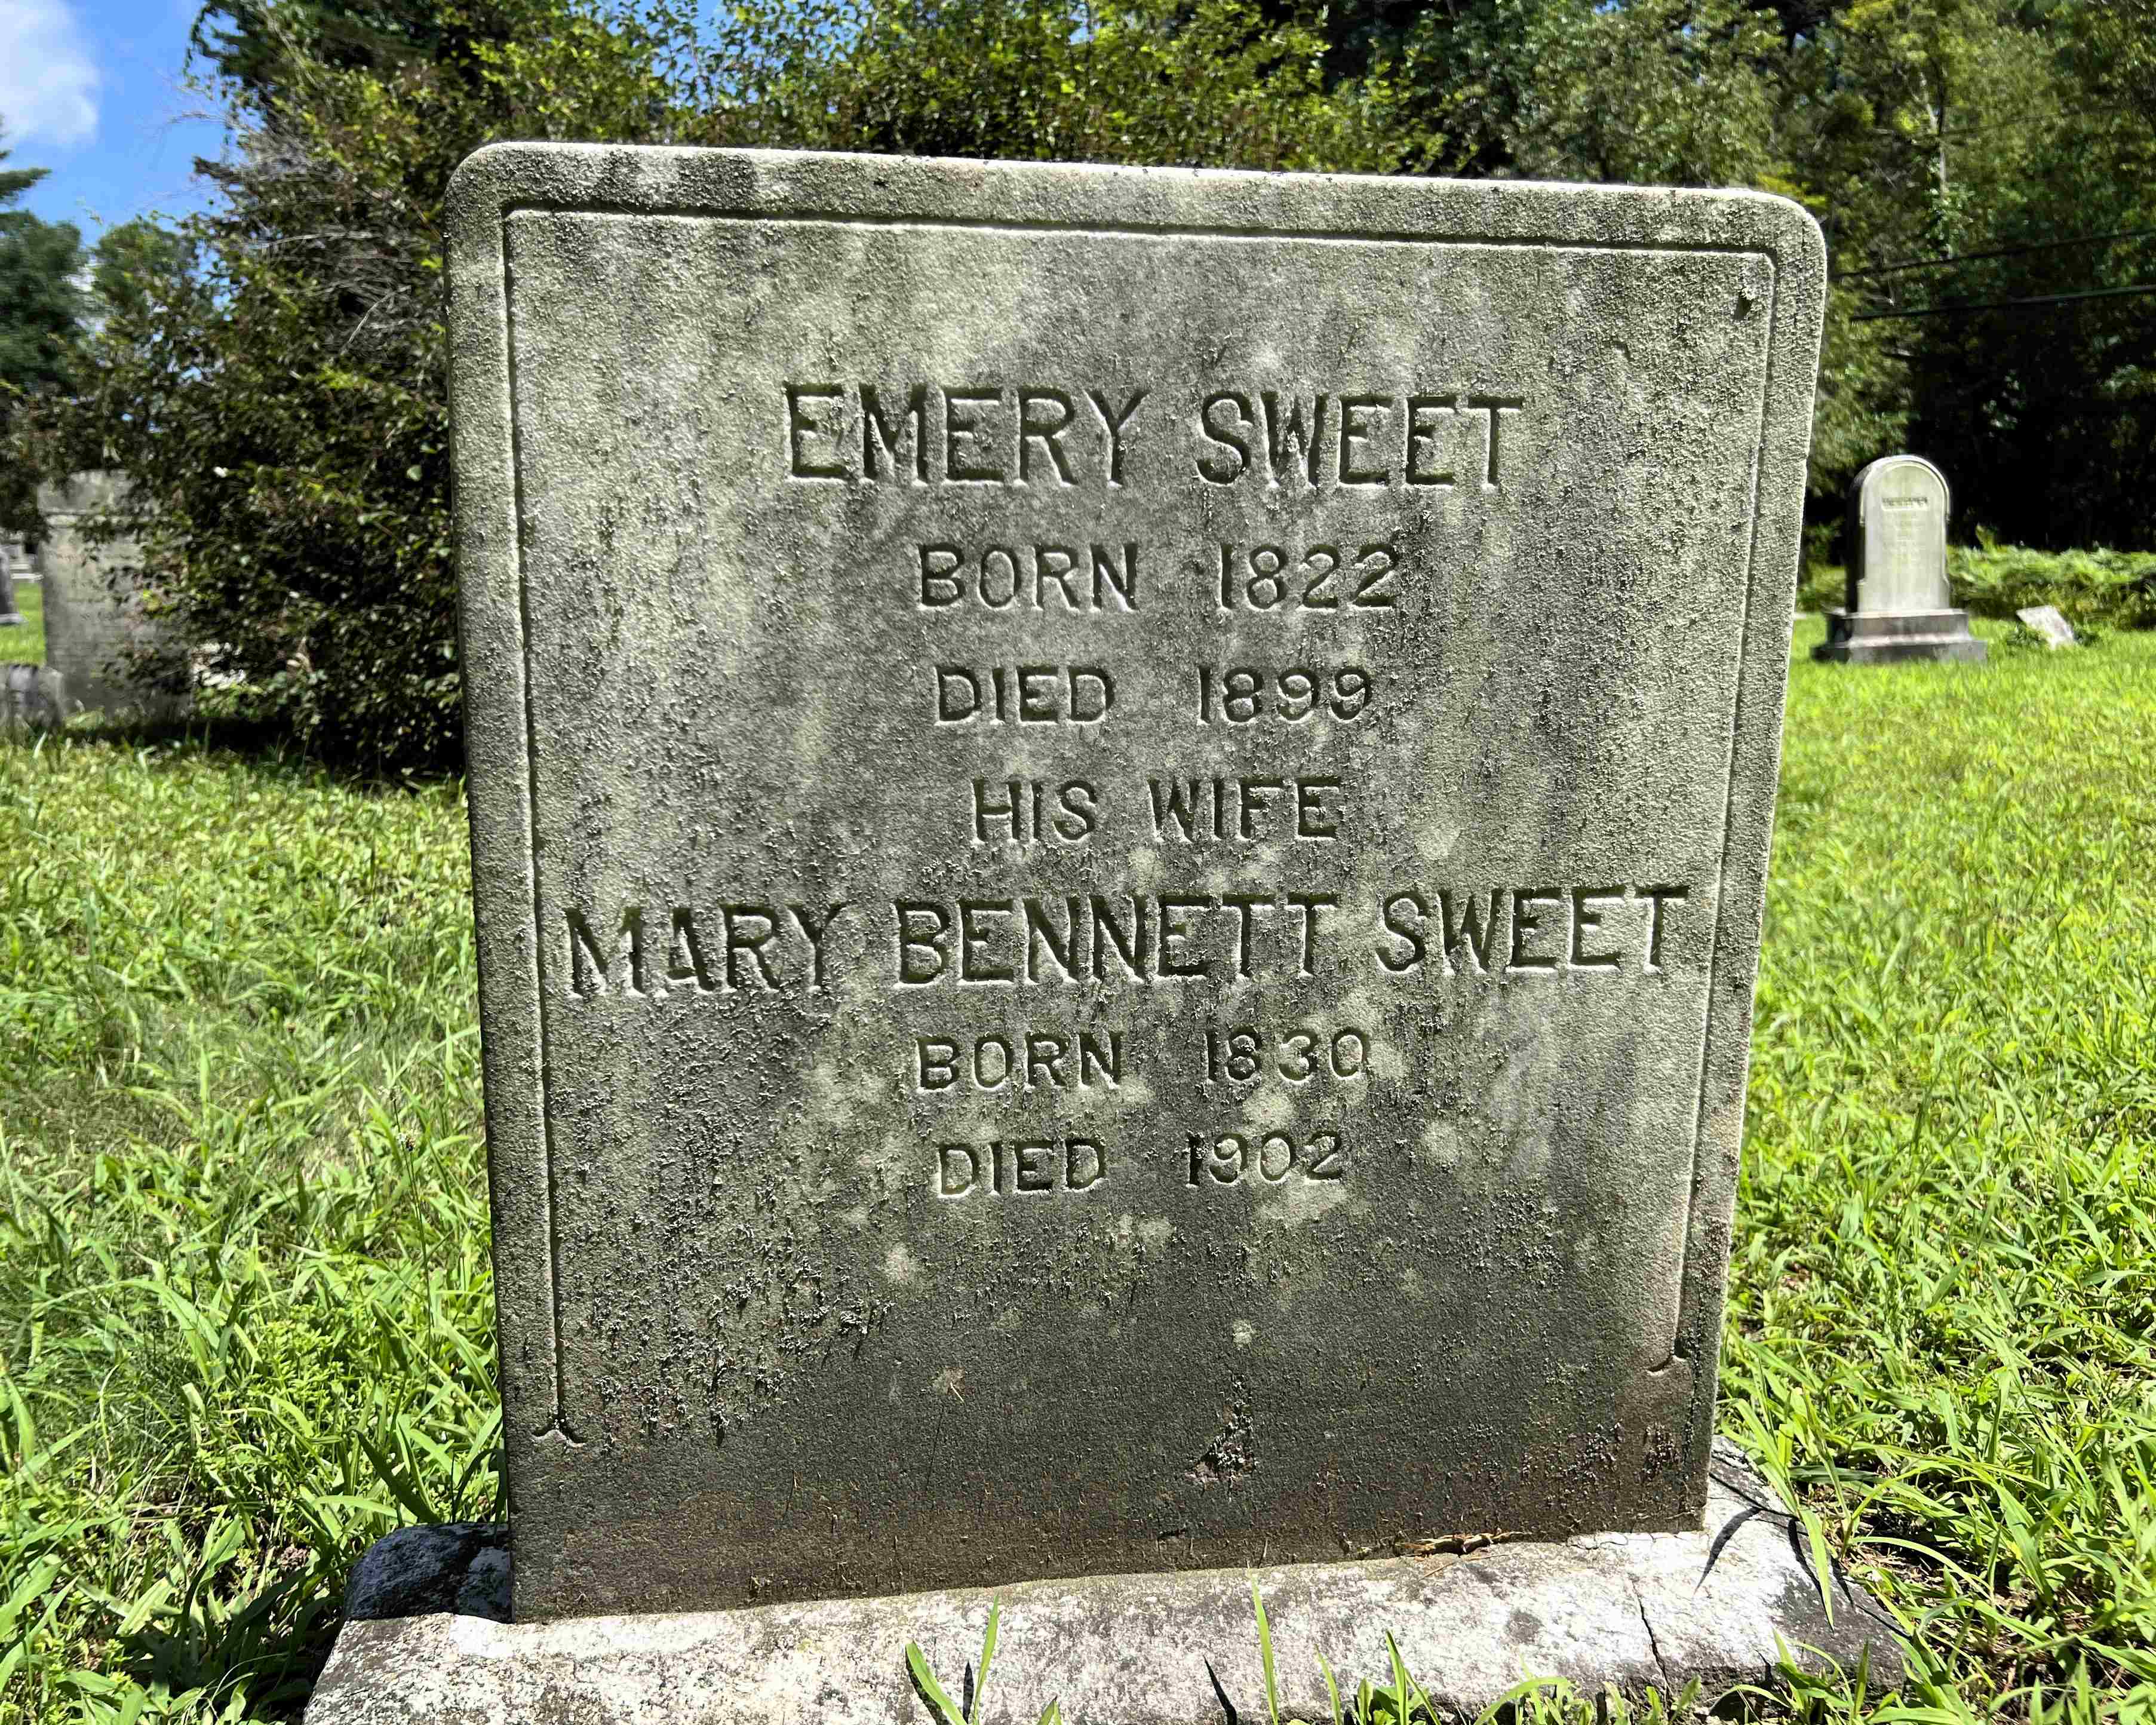 EMERY SWEET
BORN 1822
DIED 1899
HIS WIFE
MARY BENNETT SWEET
BORN 1830
DIED 1902